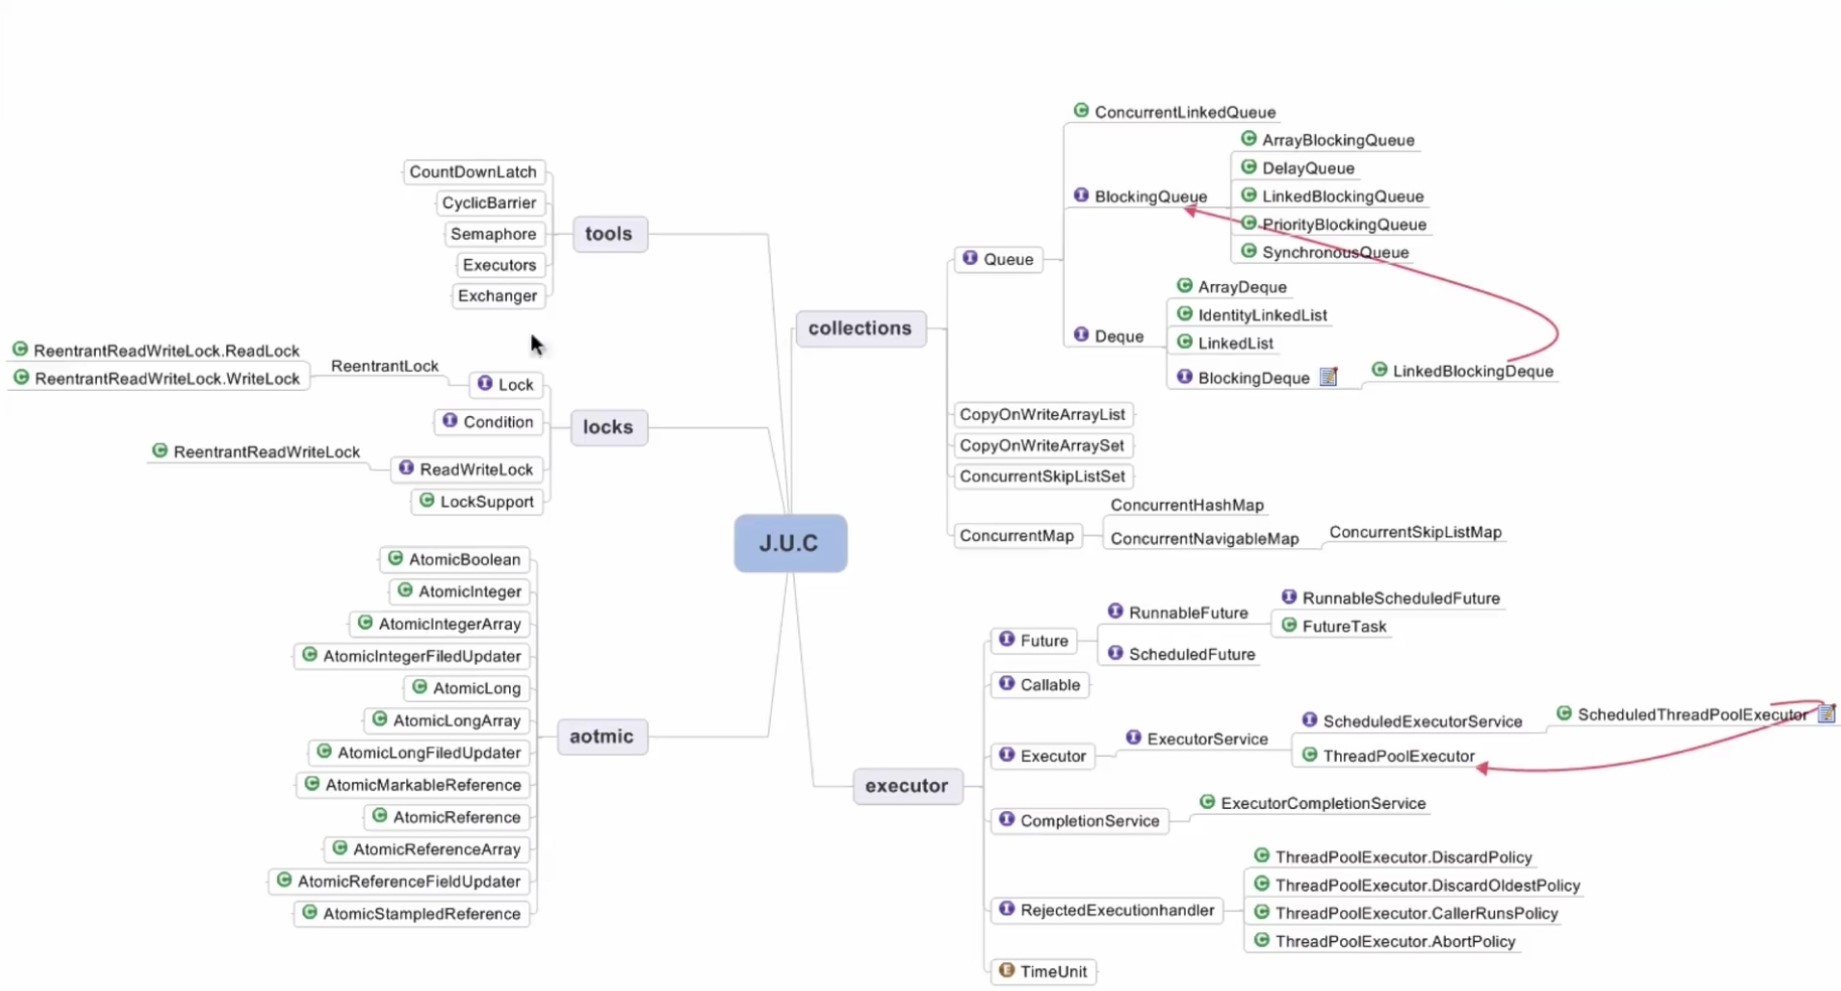 CountDownLatch
CyclicBarrier
Semaphore
Executors
Exchanger
tools
ReentrantReadWriteLock.ReadLock
ReentrantReadWriteLock.WriteLock
ReentrantLock
Lock
Condition
ReentrantReadWriteLock
ReadWriteLock
LockSupport
locks
AtomicBoolean
AtomicInteger
AtomicIntegerArray
AtomicIntegerFiledUpdater
AtomicLong
AtomicLongArray
AtomicLongFiledUpdater
AtomicMarkableReference
AtomicReference
AtomicReferenceArray
AtomicReferenceFieldUpdater
AtomicStampedReference
aotmic
J.U.C
collections
Queue
ConcurrentLinkedQueue
BlockingQueue
ArrayBlockingQueue
DelayQueue
LinkedBlockingQueue
PriorityBlockingQueue
SynchronousQueue
Deque
ArrayDeque
IdentityLinkedList
LinkedList
BlockingDeque
LinkedBlockingDeque
CopyOnWriteArrayList
CopyOnWriteArraySet
ConcurrentSkipListSet
ConcurrentMap
ConcurrentHashMap
ConcurrentNavigableMap
ConcurrentSkipListMap
executor
Future
RunnableFuture
RunnableScheduledFuture
FutureTask
ScheduledFuture
Callable
Executor
ExecutorService
ScheduledExecutorService
ScheduledThreadPoolExecutor
ThreadPoolExecutor
CompletionService
ExecutorCompletionService
RejectedExecutionhandler
ThreadPoolExecutor.DiscardPolicy
ThreadPoolExecutor.DiscardOldestPolicy
ThreadPoolExecutor.CallerRunsPolicy
ThreadPoolExecutor.AbortPolicy
TimeUnit